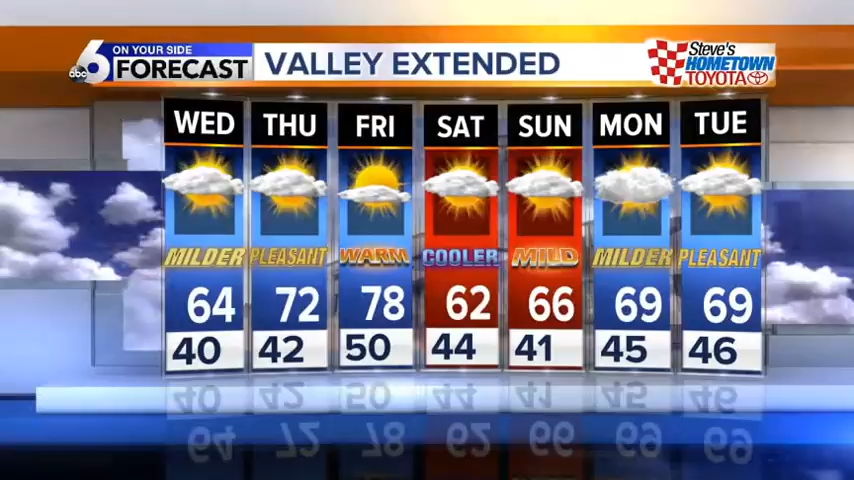 abc 6
ON YOUR SIDE
FORECAST
VALLEY EXTENDED
Steve's
HOMETOWN
TOYOTA
WED THU FRI SAT SUN MON TUE
MILDER PLEASANT WARM COOLER MILD MILDER PLEASANT
64 72 78 62 66 69 69
40 42 50 44 41 45 46